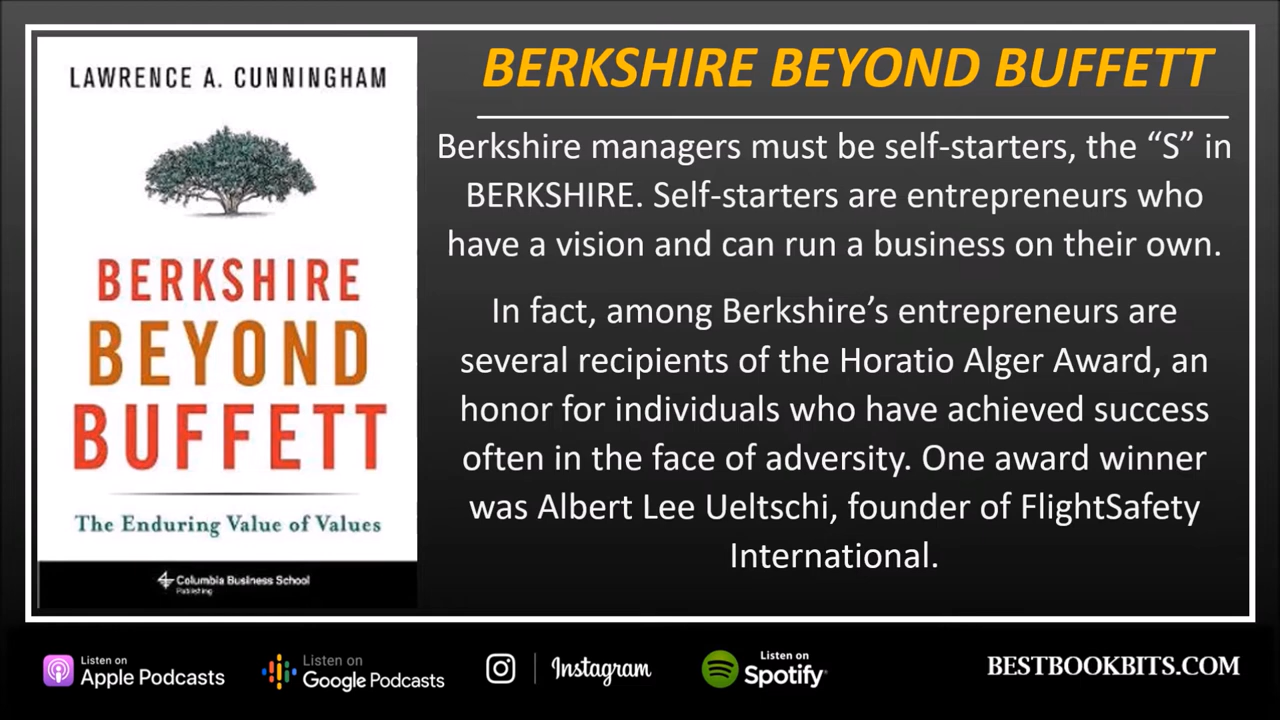 LAWRENCE A. CUNNINGHAM
BERKSHIRE
BEYOND
BUFFETT
The Enduring Value of Values
Columbia Business School
Publishing
BERKSHIRE BEYOND BUFFETT
Berkshire managers must be self-starters, the “S” in
BERKSHIRE. Self-starters are entrepreneurs who
have a vision and can run a business on their own.
In fact, among Berkshire’s entrepreneurs are
several recipients of the Horatio Alger Award, an
honor for individuals who have achieved success
often in the face of adversity. One award winner
was Albert Lee Ueltschi, founder of FlightSafety
International.
Listen on
Apple Podcasts
Listen on
Google Podcasts
Instagram
Listen on
Spotify
BESTBOOKBITS.COM